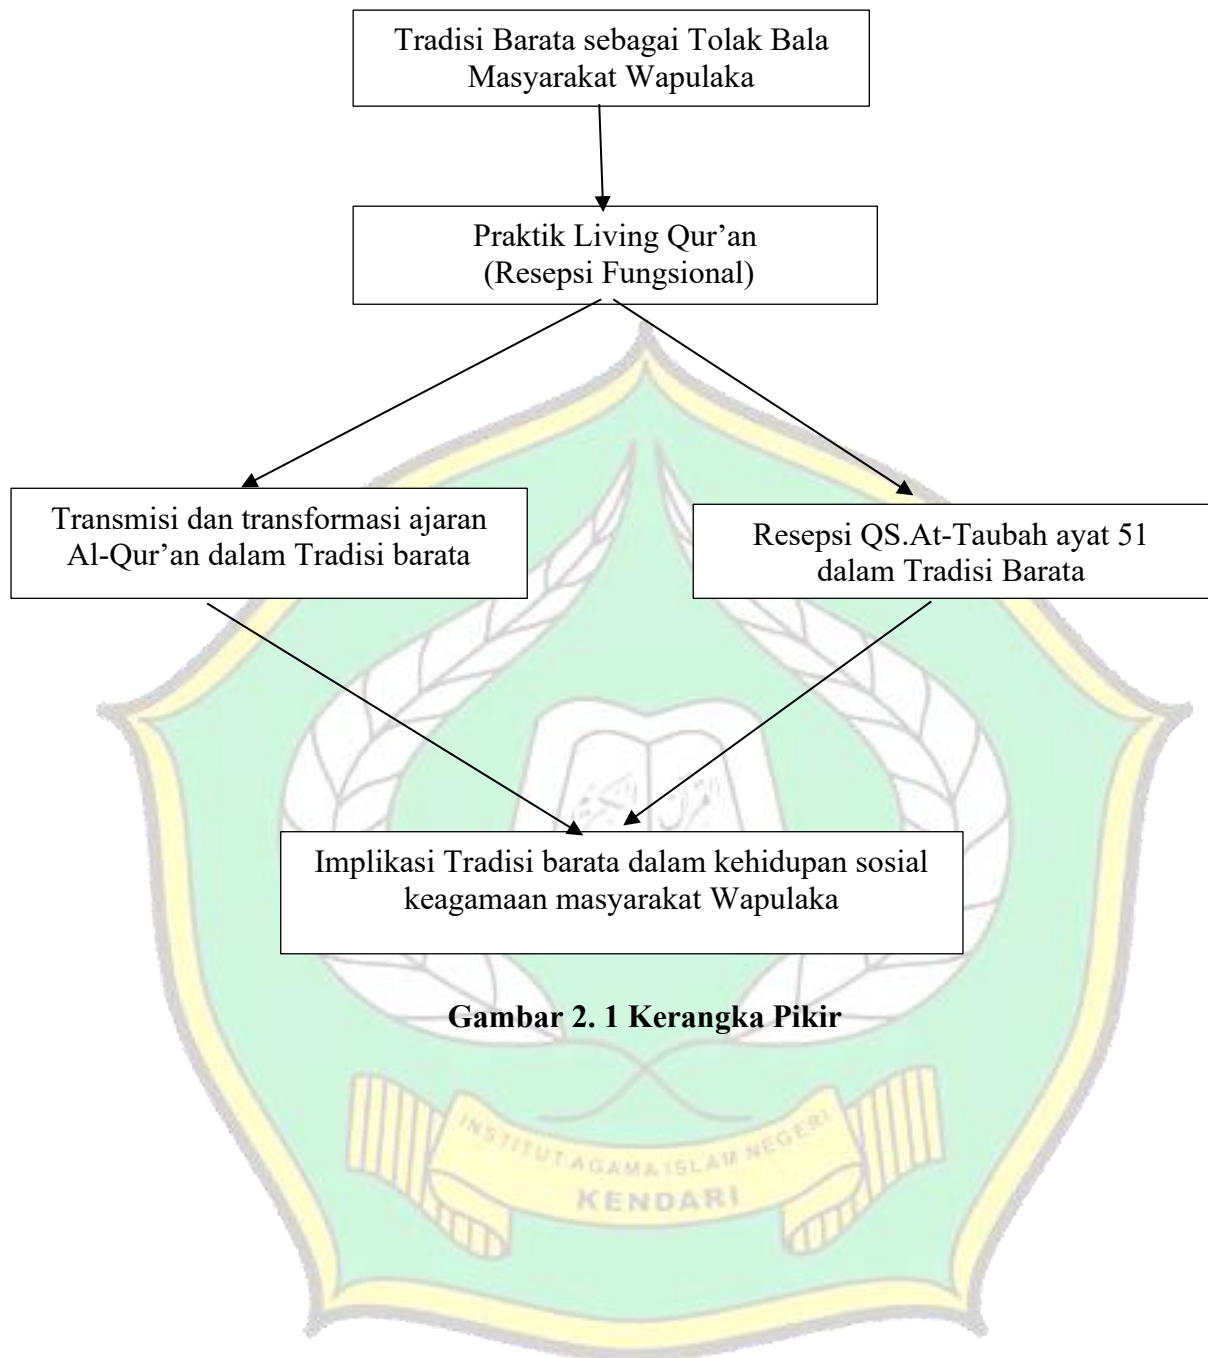 Tradisi Barata sebagai Tolak Bala
Masyarakat Wapulaka
Praktik Living Qur’an
(Resepsi Fungsional)
Transmisi dan transformasi ajaran
Al-Qur’an dalam Tradisi barata
Resepsi QS.At-Taubah ayat 51
dalam Tradisi Barata
Implikasi Tradisi barata dalam kehidupan sosial
keagamaan masyarakat Wapulaka
Gambar 2. 1 Kerangka Pikir
INSTITUT AGAMA ISLAM NEGERI
KENDARI